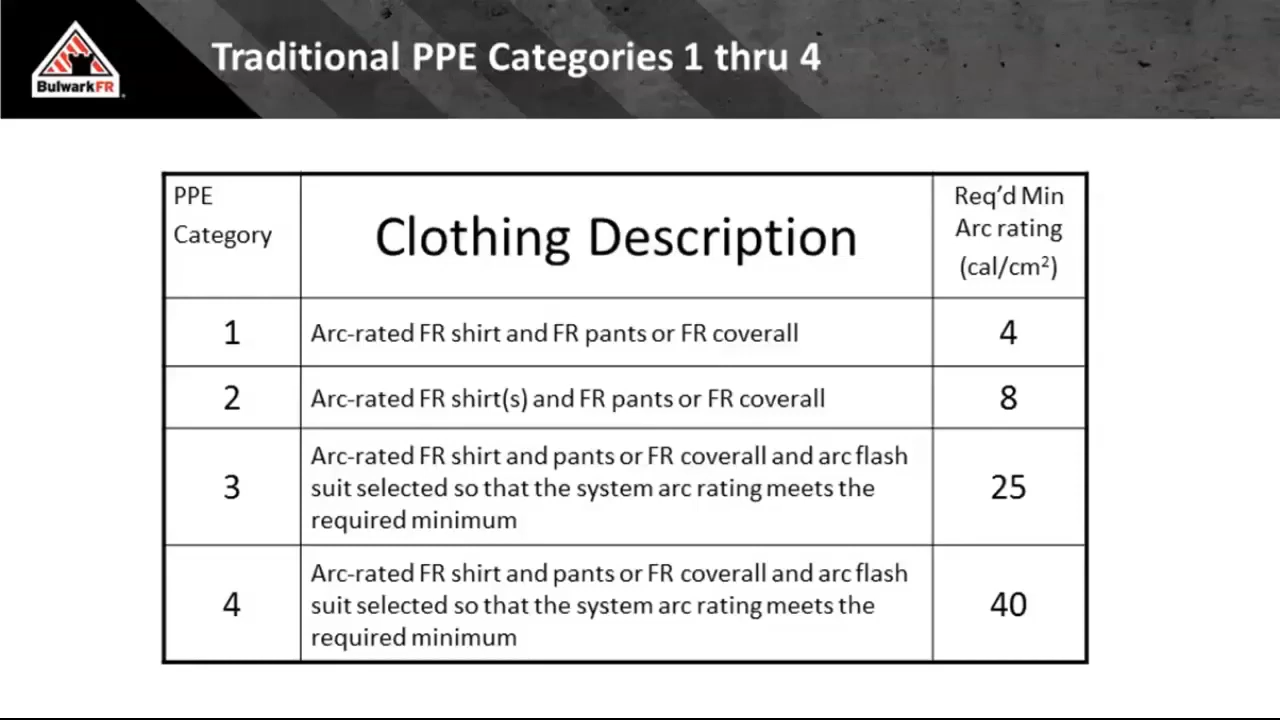 BulwarkFR
Traditional PPE Categories 1 thru 4
PPE
Category
Clothing Description
Req’d Min
Arc rating
(cal/cm²)
1
Arc-rated FR shirt and FR pants or FR coverall
4
2
Arc-rated FR shirt(s) and FR pants or FR coverall
8
3
Arc-rated FR shirt and pants or FR coverall and arc flash
suit selected so that the system arc rating meets the
required minimum
25
4
Arc-rated FR shirt and pants or FR coverall and arc flash
suit selected so that the system arc rating meets the
required minimum
40